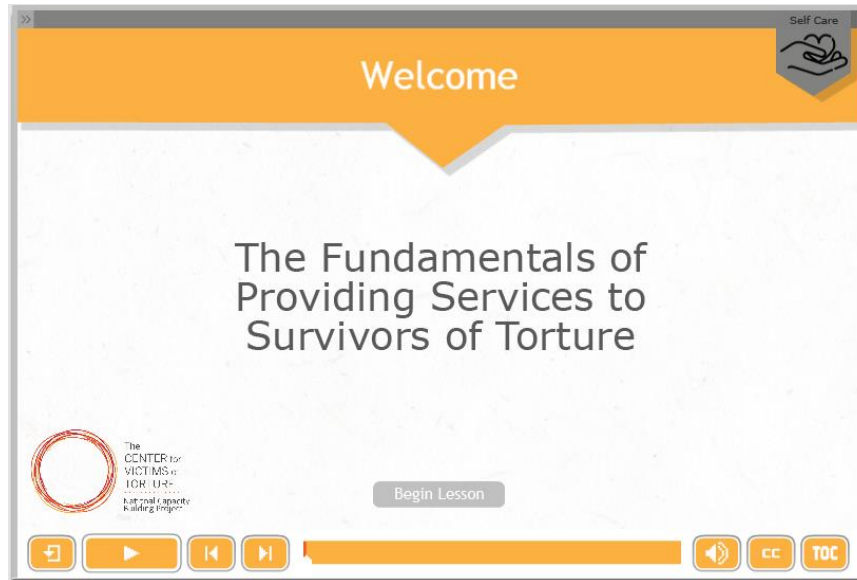 Self Care
Welcome
The Fundamentals of
Providing Services to
Survivors of Torture
The
CENTER for
VICTIMS of
TORTURE
National Capacity
Building Project
Begin Lesson
CC
TOC